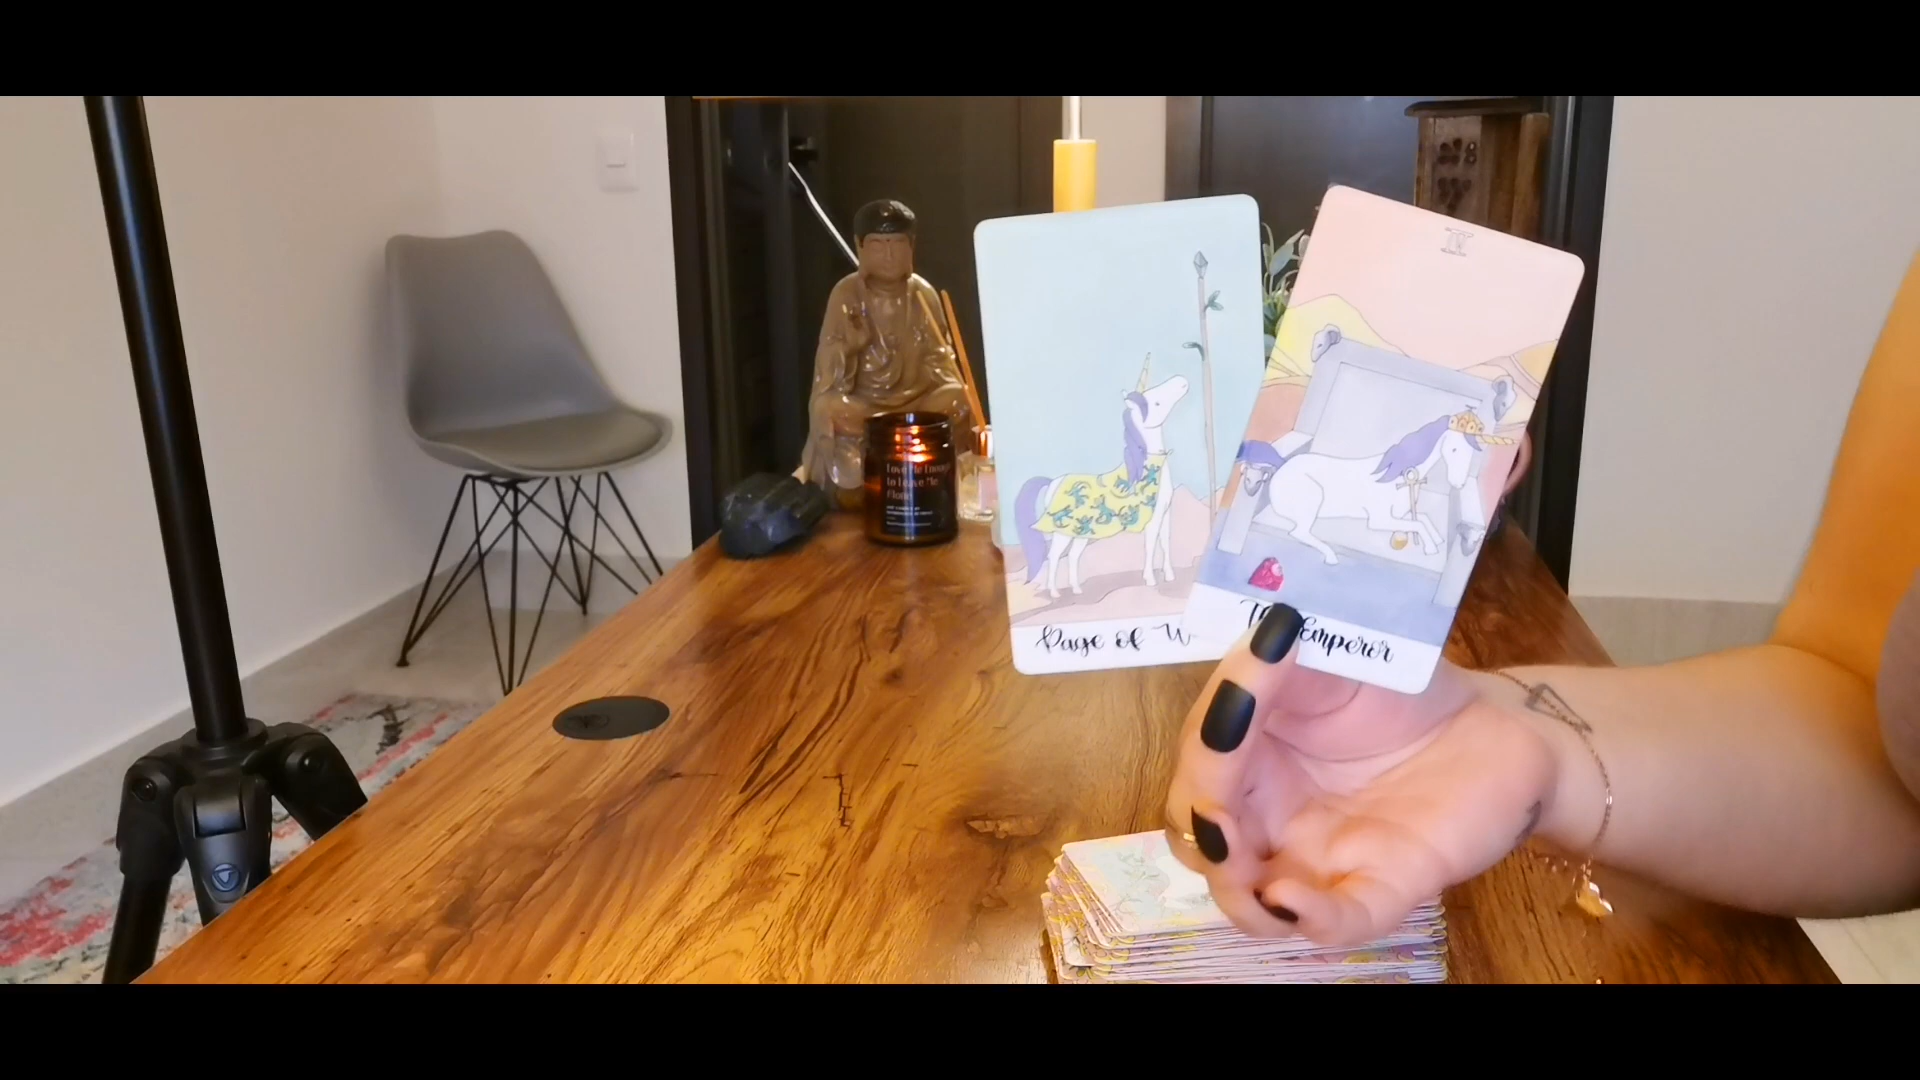 IV
Page of W
The Emperor
Love Me Enough
to Leave Me
Alone